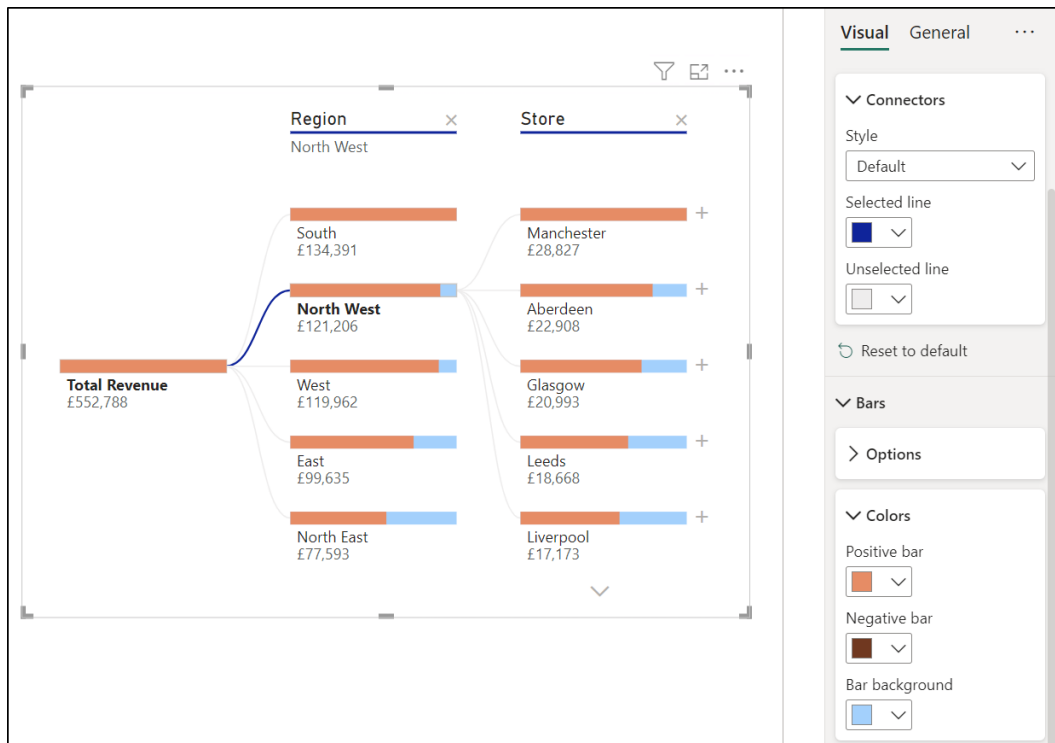 Visual General
Region
North West
Store
South
£134,391
North West
£121,206
West
£119,962
East
£99,635
North East
£77,593
Total Revenue
£552,788
Manchester
£28,827
Aberdeen
£22,908
Glasgow
£20,993
Leeds
£18,668
Liverpool
£17,173
Connectors
Style
Default
Selected line
Unselected line
Reset to default
Bars
Options
Colors
Positive bar
Negative bar
Bar background